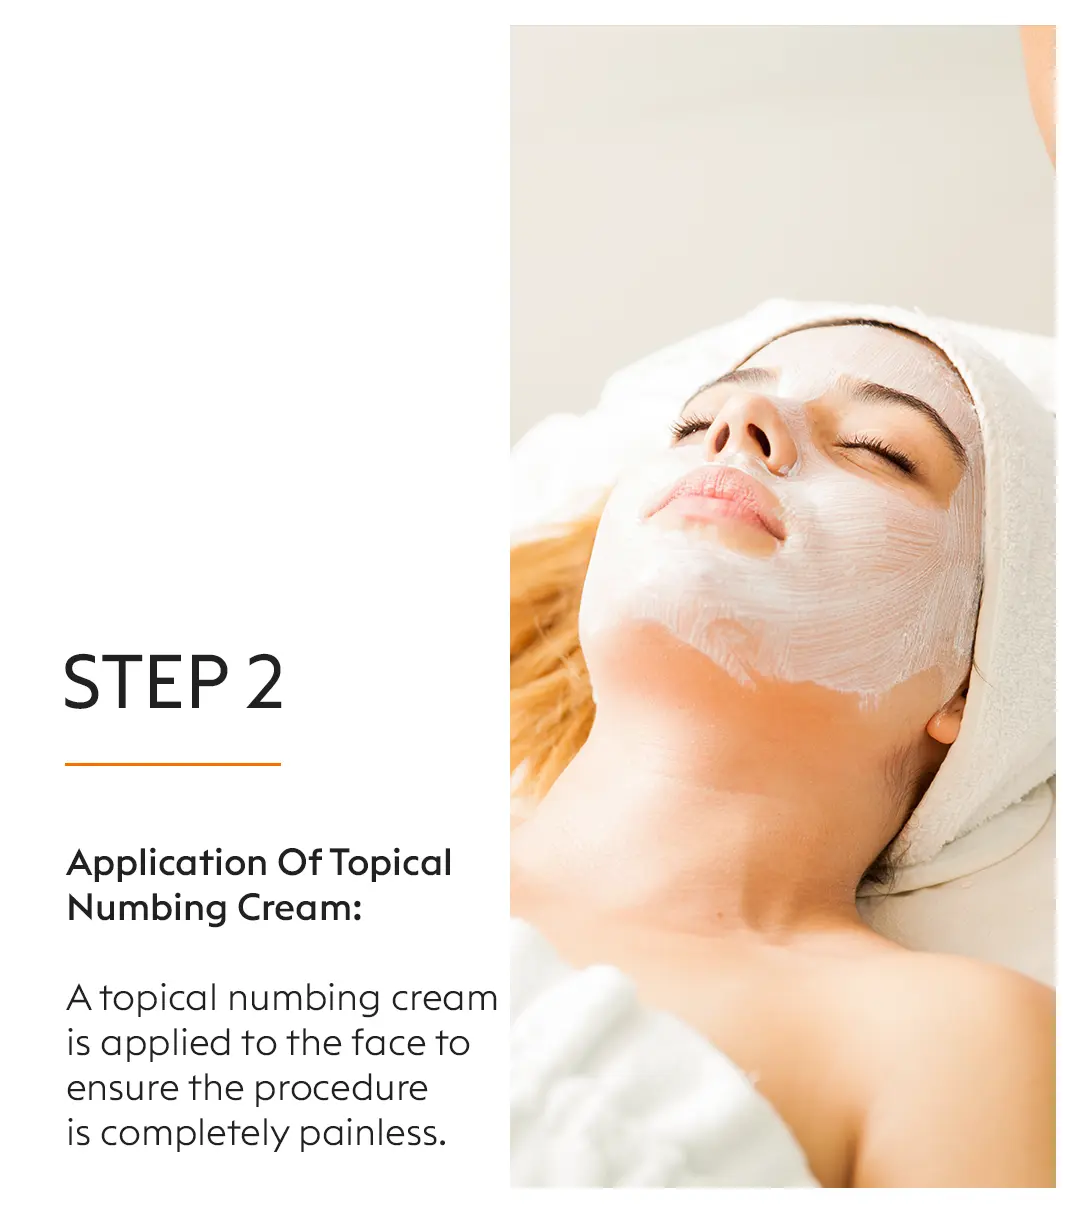 STEP 2
Application Of Topical
Numbing Cream:
A topical numbing cream
is applied to the face to
ensure the procedure
is completely painless.